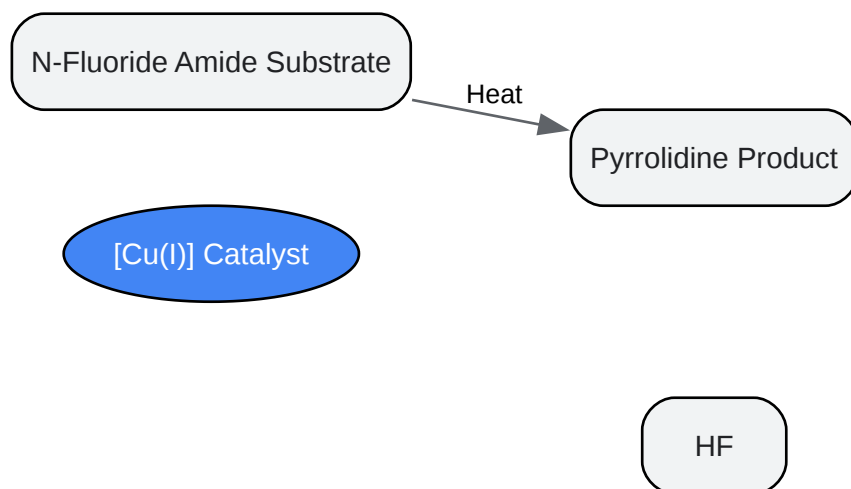 N-Fluoride Amide Substrate
Heat
Pyrrolidine Product
[Cu(I)] Catalyst
HF